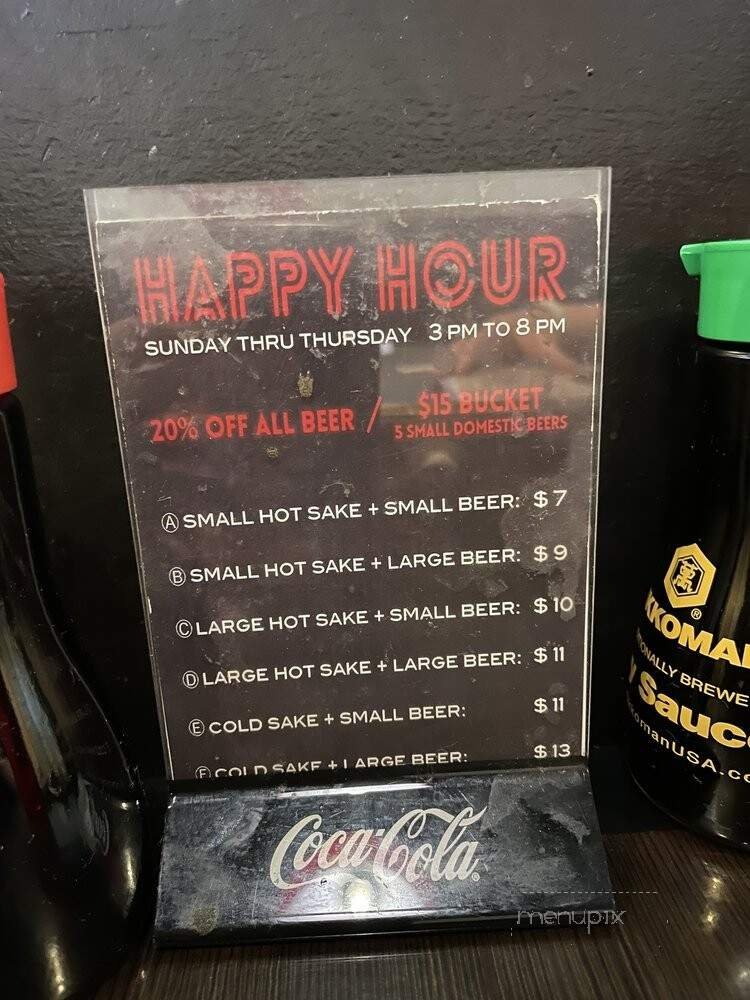 HAPPY HOUR
SUNDAY THRU THURSDAY 3 PM TO 8 PM
20% OFF ALL BEER / $15 BUCKET
5 SMALL DOMESTIC BEERS
Ⓐ SMALL HOT SAKE + SMALL BEER: $7
Ⓑ SMALL HOT SAKE + LARGE BEER: $9
Ⓒ LARGE HOT SAKE + SMALL BEER: $10
Ⓓ LARGE HOT SAKE + LARGE BEER: $11
Ⓔ COLD SAKE + SMALL BEER: $11
Ⓕ COLD SAKE + LARGE BEER: $13
Coca-Cola®
®
KKOMAN
ONALLY BREWE
y Sauc
komanUSA.co
menupix